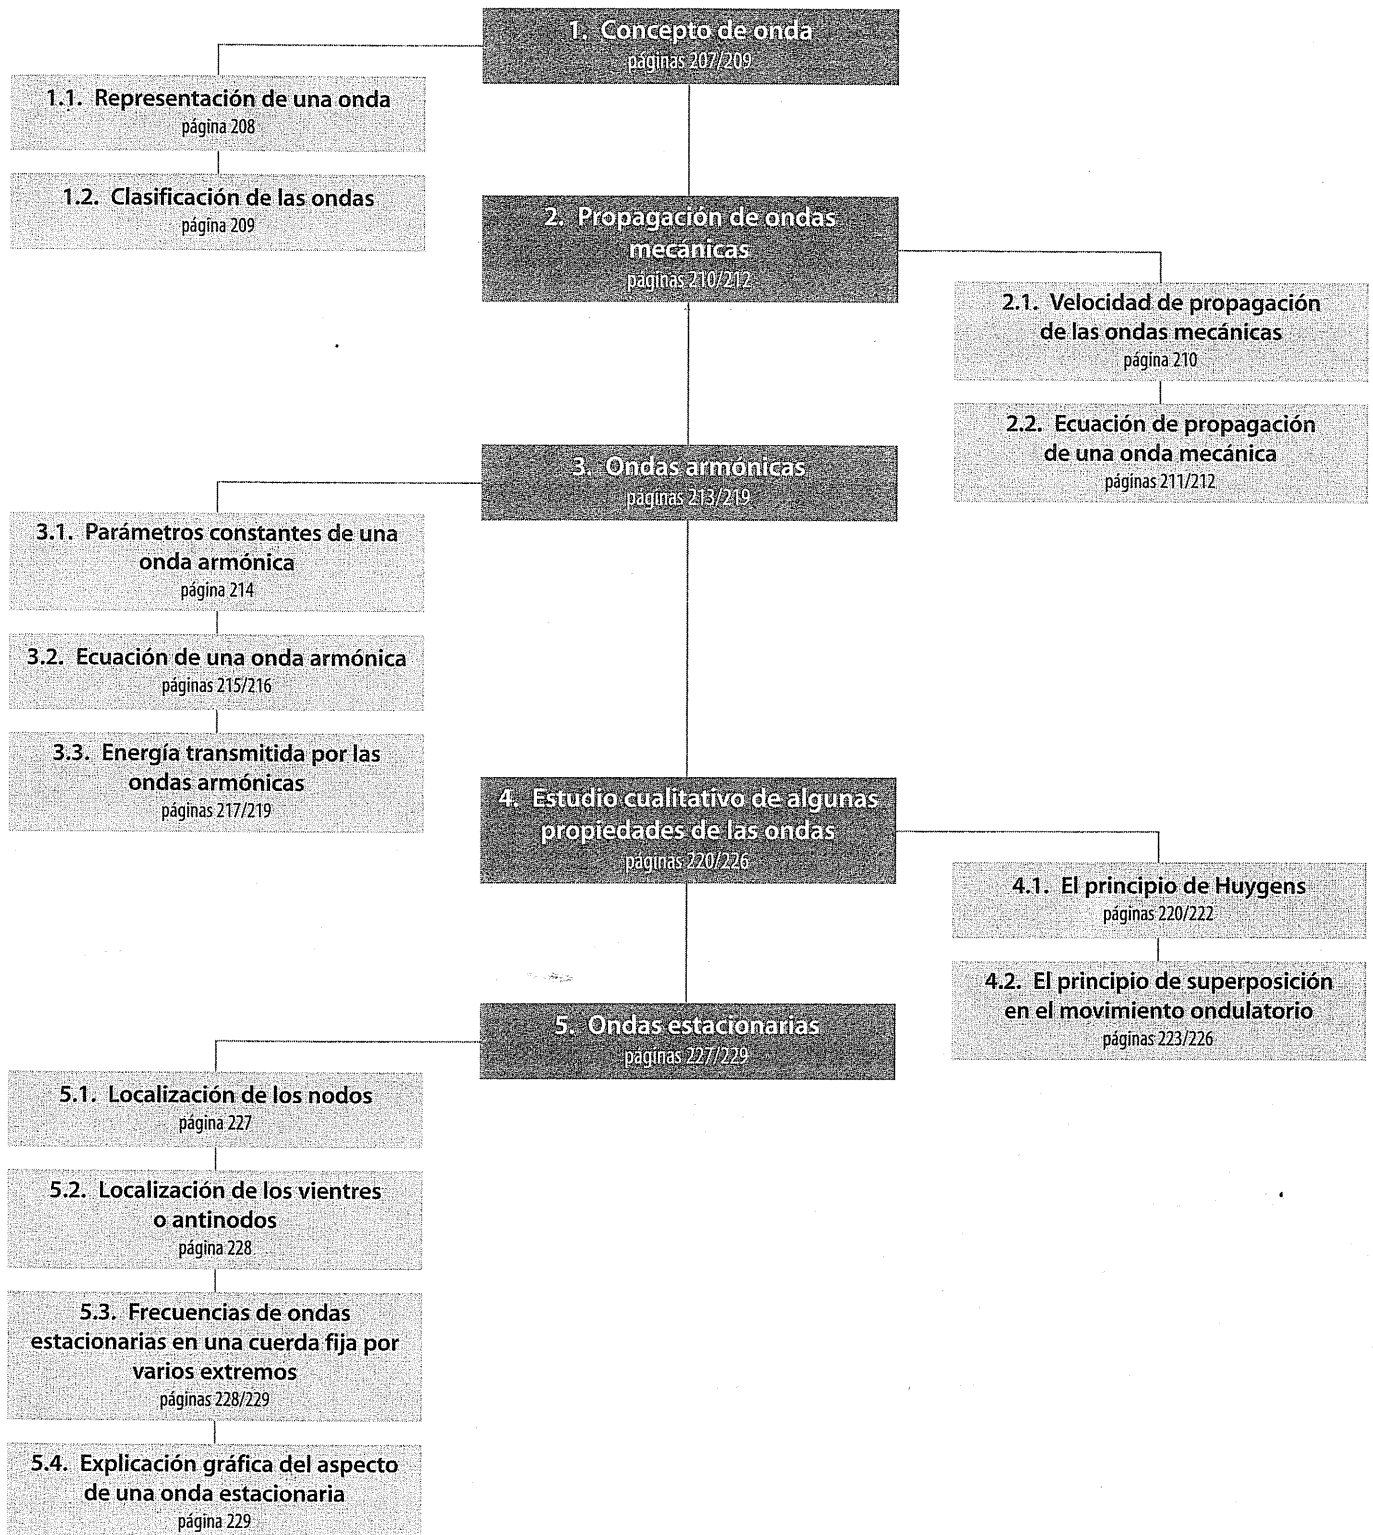 1. Concepto de onda
páginas 207/209
1.1. Representación de una onda
página 208
1.2. Clasificación de las ondas
página 209
2. Propagación de ondas
mecánicas
páginas 210/212
2.1. Velocidad de propagación
de las ondas mecánicas
página 210
2.2. Ecuación de propagación
de una onda mecánica
páginas 211/212
3. Ondas armónicas
páginas 213/219
3.1. Parámetros constantes de una
onda armónica
página 214
3.2. Ecuación de una onda armónica
páginas 215/216
3.3. Energía transmitida por las
ondas armónicas
páginas 217/219
4. Estudio cualitativo de algunas
propiedades de las ondas
páginas 220/226
4.1. El principio de Huygens
páginas 220/222
4.2. El principio de superposición
en el movimiento ondulatorio
páginas 223/226
5. Ondas estacionarias
páginas 227/229
5.1. Localización de los nodos
página 227
5.2. Localización de los vientres
o antinodos
página 228
5.3. Frecuencias de ondas
estacionarias en una cuerda fija por
varios extremos
páginas 228/229
5.4. Explicación gráfica del aspecto
de una onda estacionaria
página 229